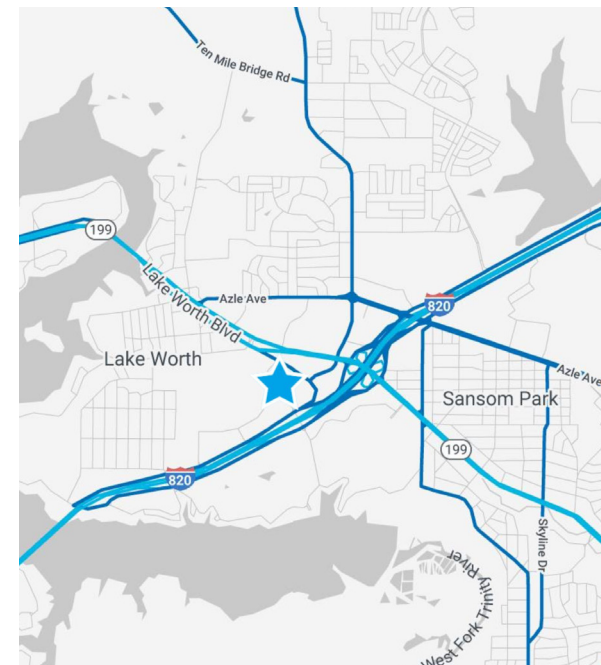 Ten Mile Bridge Rd
199
Lake Worth Blvd
Azle Ave
820
Lake Worth
Azle Ave
Sansom Park
199
820
Skyline Dr
West Fork Trinity River